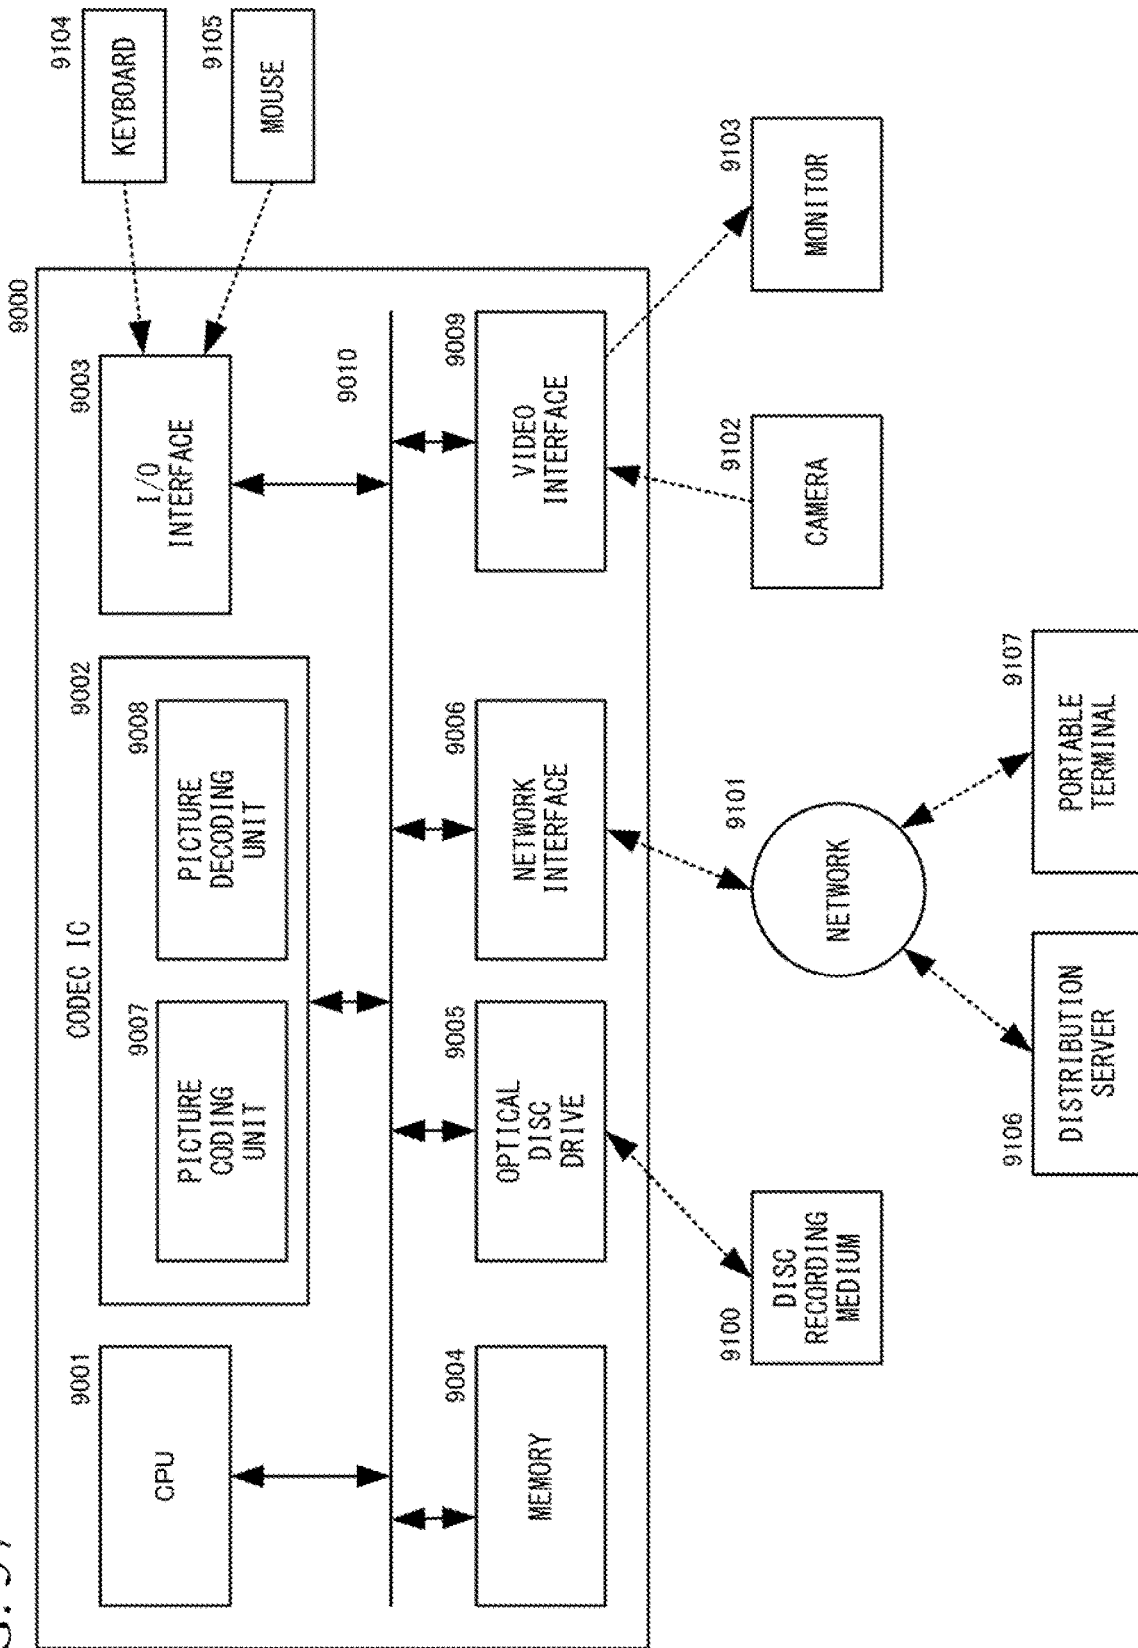 9000
9001
CPU
CODEC IC
9002
9007
PICTURE
CODING
UNIT
9008
PICTURE
DECODING
UNIT
9003
I/O
INTERFACE
9104
KEYBOARD
9105
MOUSE
9010
9004
MEMORY
9005
OPTICAL
DISC
DRIVE
9006
NETWORK
INTERFACE
9009
VIDEO
INTERFACE
9100
DISC
RECORDING
MEDIUM
9101
NETWORK
9102
CAMERA
9103
MONITOR
9106
DISTRIBUTION
SERVER
9107
PORTABLE
TERMINAL